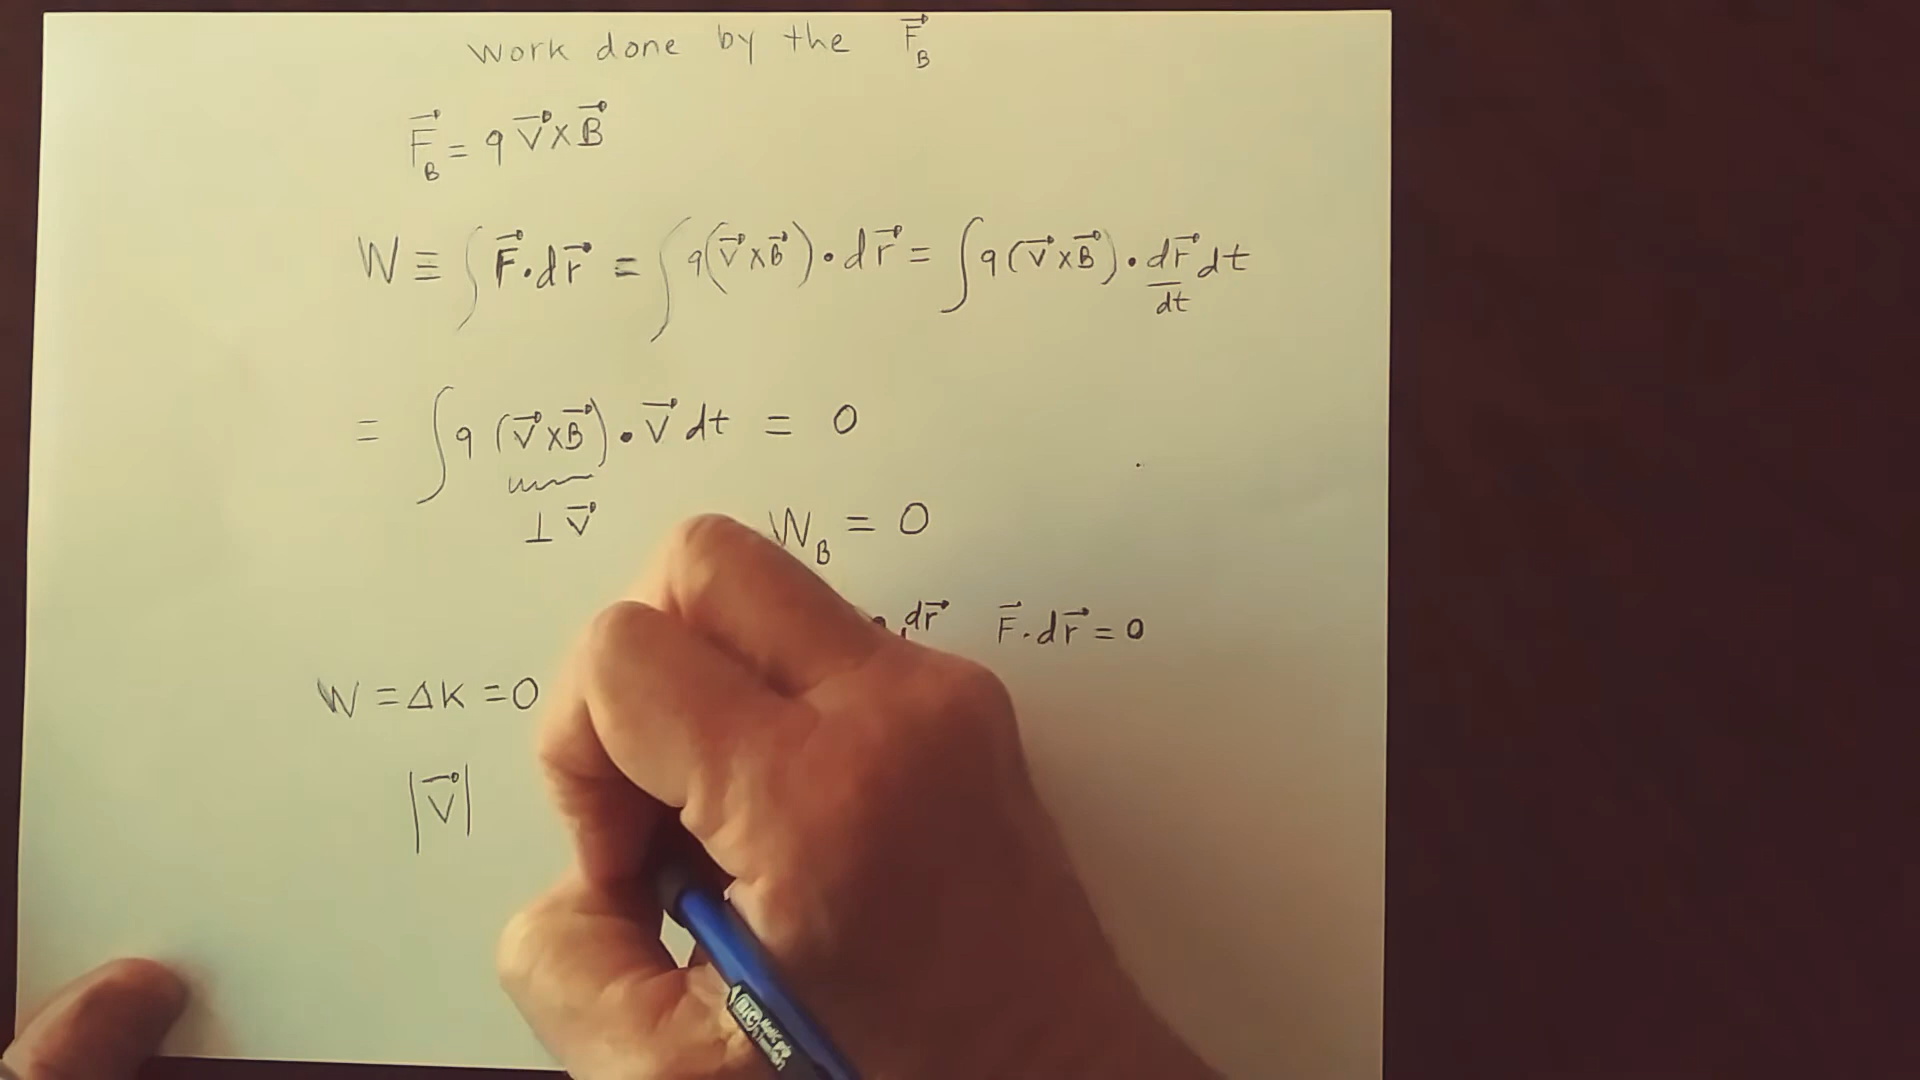 Work done by the F⃗_B
F⃗_B = q v⃗ × B⃗
W ≡ ∫ F⃗ · dr⃗ = ∫ q(v⃗ × B⃗) · dr⃗ = ∫ q(v⃗ × B⃗) · dr⃗/dt dt
= ∫ q (v⃗ × B⃗) · v⃗ dt = 0
⊥ v⃗
W_B = 0
dr⃗ F⃗ · dr⃗ = 0
W = ΔK = 0
|v⃗|
BIC